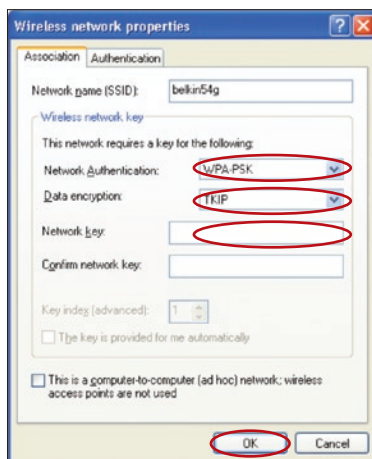 Wireless network properties
Association
Authentication
Network name (SSID): belkin54g
Wireless network key
This network requires a key for the following:
Network Authentication: WPA-PSK
Data encryption: TKIP
Network key:
Confirm network key:
Key index (advanced): 1
The key is provided for me automatically
This is a computer-to-computer (ad hoc) network; wireless
access points are not used
OK Cancel